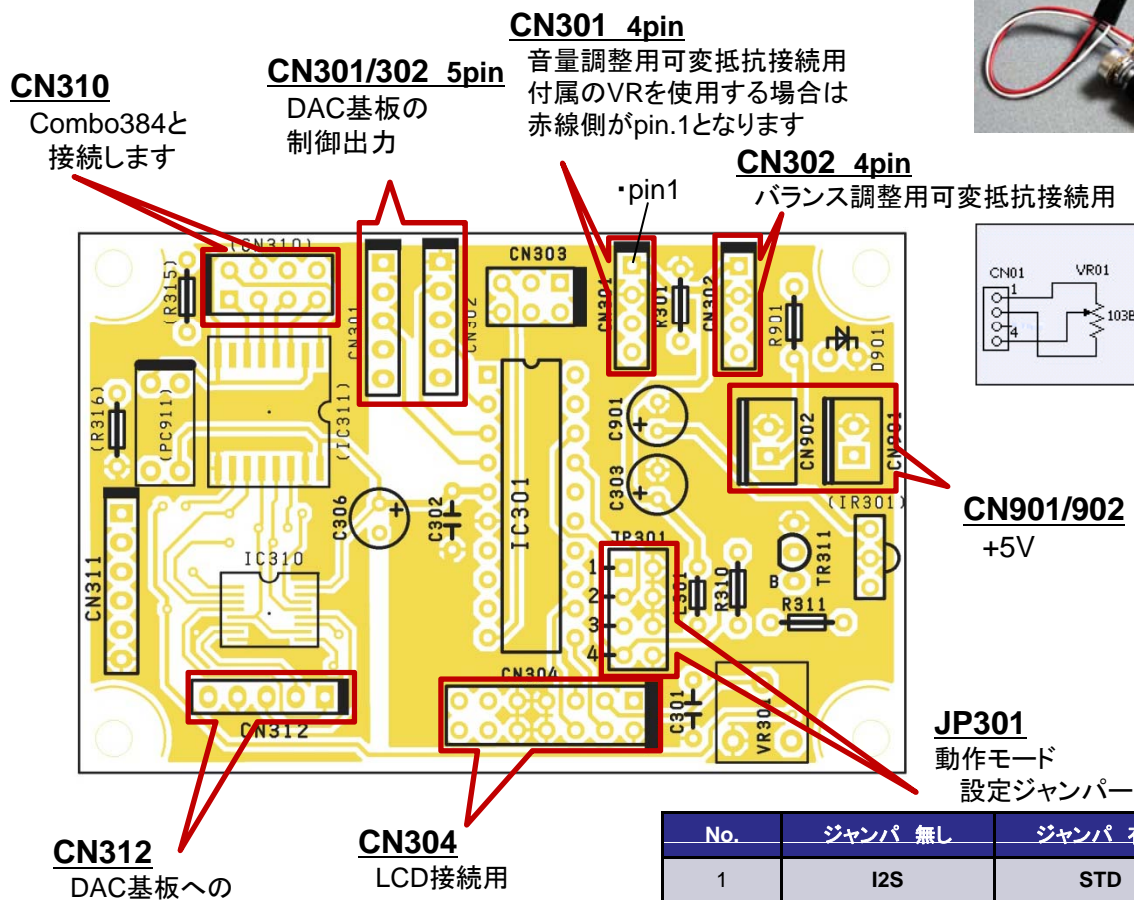 CN301 4pin
音量調整用可変抵抗接続用
付属のVRを使用する場合は
赤線側がpin.1となります
CN310
Combo384と
接続します
CN301/302 5pin
DAC基板の
制御出力
CN302 4pin
バランス調整用可変抵抗接続用
・pin1
(CN310)
CN303
(R315)
CN301
CN302
CN301
R301
CN302
R901
D901
CN01
VR01
1
4
103B
(R316)
(PC911)
(IC311)
C901
CN902
CN901
C303
(IR301)
CN901/902
+5V
C306
C302
IC301
JP301
1
2
3
4
R310
TR311
B
R311
CN311
IC310
CN304
C301
VR301
CN312
JP301
動作モード
設定ジャンパー
CN312
DAC基板への
CN304
LCD接続用
No.
ジャンパ 無し
ジャンパ
1
I2S
STD